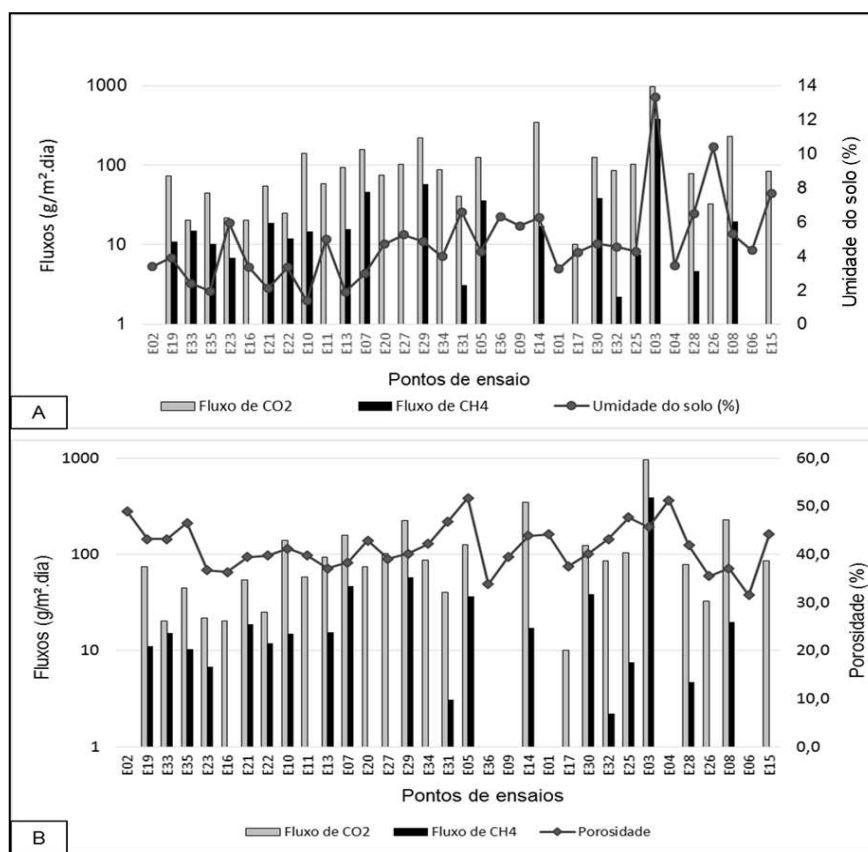 1000
100
10
1
Fluxos (g/m².dia)
14
12
10
8
6
4
2
0
Umidade do solo (%)
E02 E19 E33 E35 E23 E16 E21 E22 E10 E11 E13 E07 E20 E27 E29 E34 E31 E05 E36 E09 E14 E01 E17 E30 E32 E25 E03 E04 E28 E26 E08 E06 E15
Pontos de ensaio
Fluxo de CO2 Fluxo de CH4 Umidade do solo (%)
A
1000
100
10
1
Fluxos (g/m².dia)
60,0
50,0
40,0
30,0
20,0
10,0
0,0
Porosidade (%)
E02 E19 E33 E35 E23 E16 E21 E22 E10 E11 E13 E07 E20 E27 E29 E34 E31 E05 E36 E09 E14 E01 E17 E30 E32 E25 E03 E04 E28 E26 E08 E06 E15
Pontos de ensaios
Fluxo de CO2 Fluxo de CH4 Porosidade
B